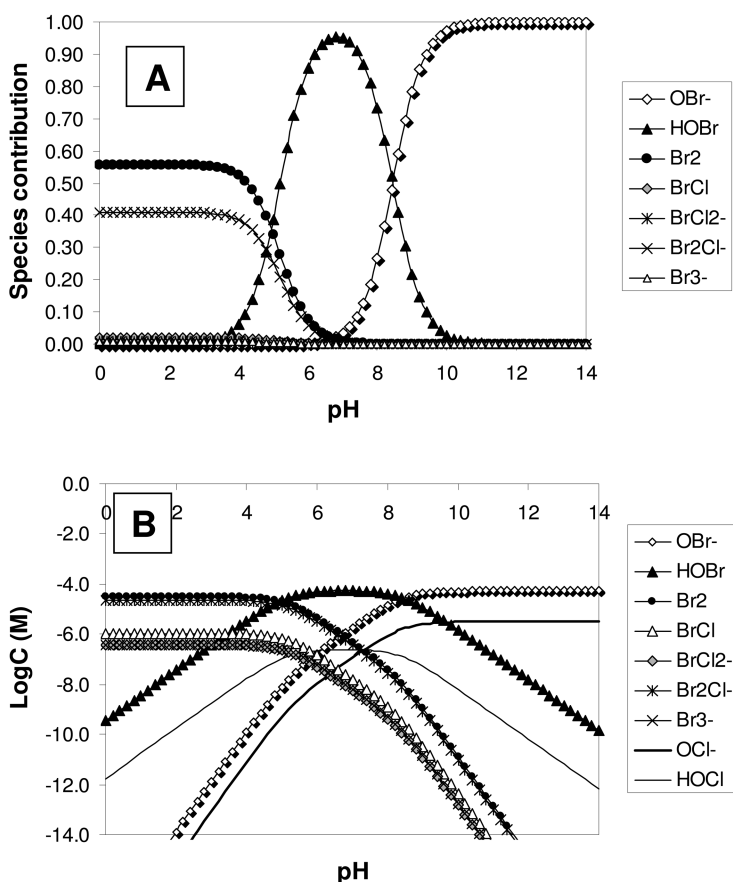 A
1.00
0.90
0.80
0.70
0.60
0.50
0.40
0.30
0.20
0.10
0.00
Species contribution
0 2 4 6 8 10 12 14
pH
OBr-
HOBr
Br2
BrCl
BrCl2-
Br2Cl-
Br3-
B
0.0
-2.0
-4.0
-6.0
-8.0
-10.0
-12.0
-14.0
LogC (M)
0 2 4 6 8 10 12 14
pH
OBr-
HOBr
Br2
BrCl
BrCl2-
Br2Cl-
Br3-
OCl-
HOCl